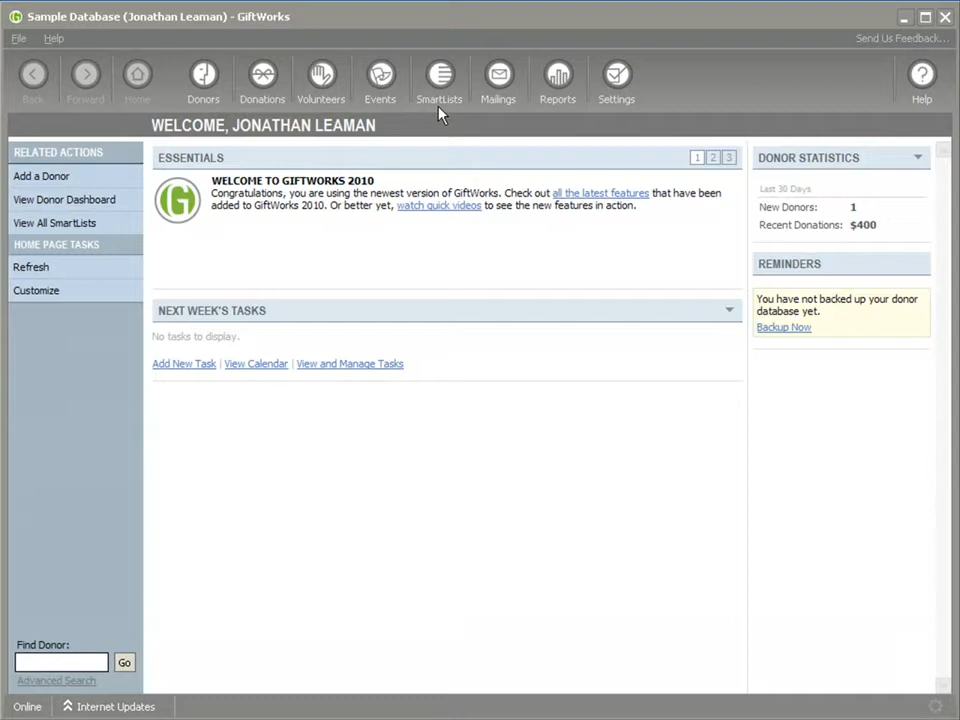 Sample Database (Jonathan Leaman) - GiftWorks
File Help Send Us Feedback...
Back Forward Home Donors Donations Volunteers Events SmartLists Mailings Reports Settings Help
WELCOME, JONATHAN LEAMAN
RELATED ACTIONS
Add a Donor
View Donor Dashboard
View All SmartLists
HOME PAGE TASKS
Refresh
Customize
Find Donor:
Go
Advanced Search
ESSENTIALS 1 2 3
WELCOME TO GIFTWORKS 2010
Congratulations, you are using the newest version of GiftWorks. Check out all the latest features that have been
added to GiftWorks 2010. Or better yet, watch quick videos to see the new features in action.
NEXT WEEK'S TASKS
No tasks to display.
Add New Task | View Calendar | View and Manage Tasks
DONOR STATISTICS
Last 30 Days
New Donors: 1
Recent Donations: $400
REMINDERS
You have not backed up your donor
database yet.
Backup Now
Online Internet Updates